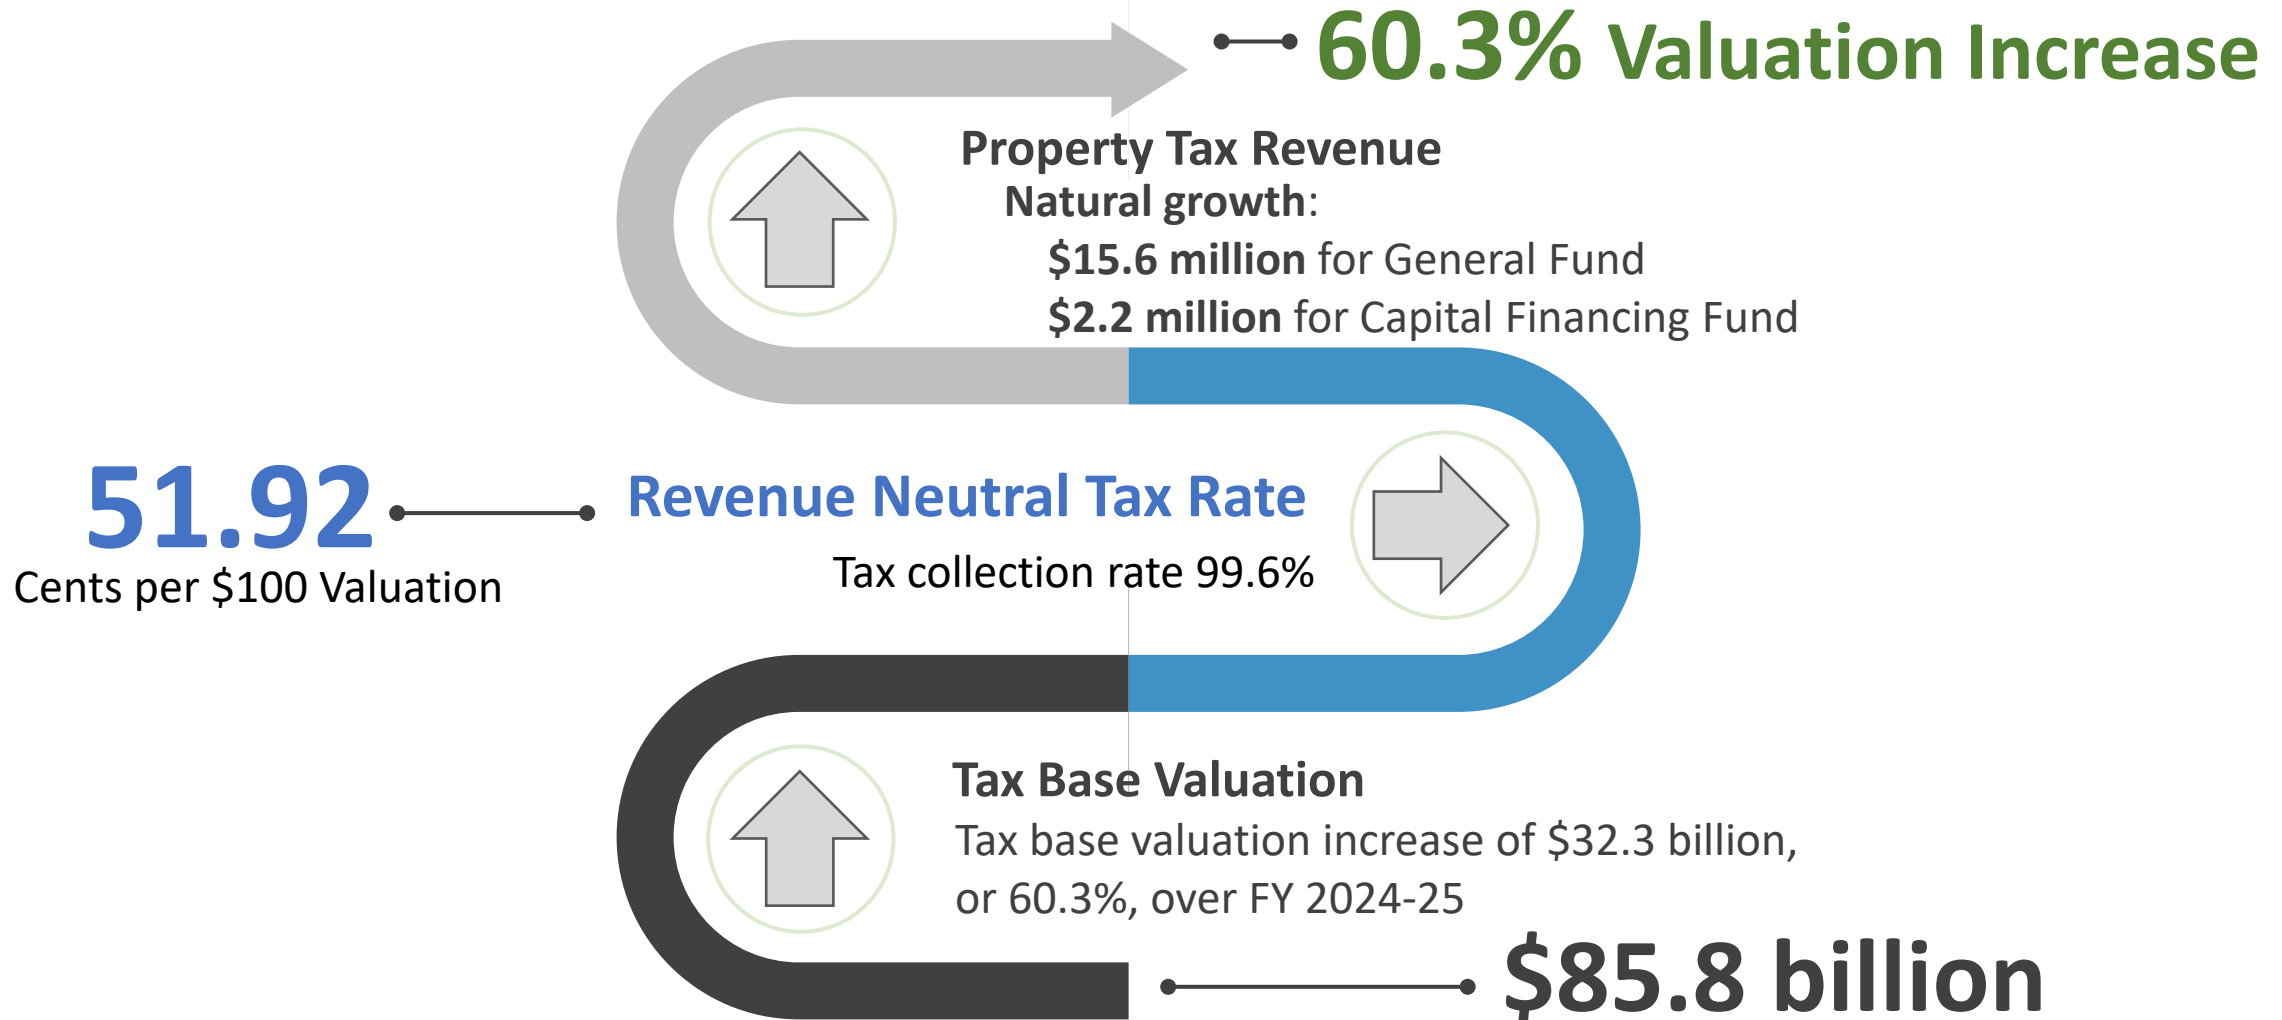 60.3% Valuation Increase
Property Tax Revenue
Natural growth:
$15.6 million for General Fund
$2.2 million for Capital Financing Fund
51.92
Cents per $100 Valuation
Revenue Neutral Tax Rate
Tax collection rate 99.6%
Tax Base Valuation
Tax base valuation increase of $32.3 billion,
or 60.3%, over FY 2024-25
$85.8 billion